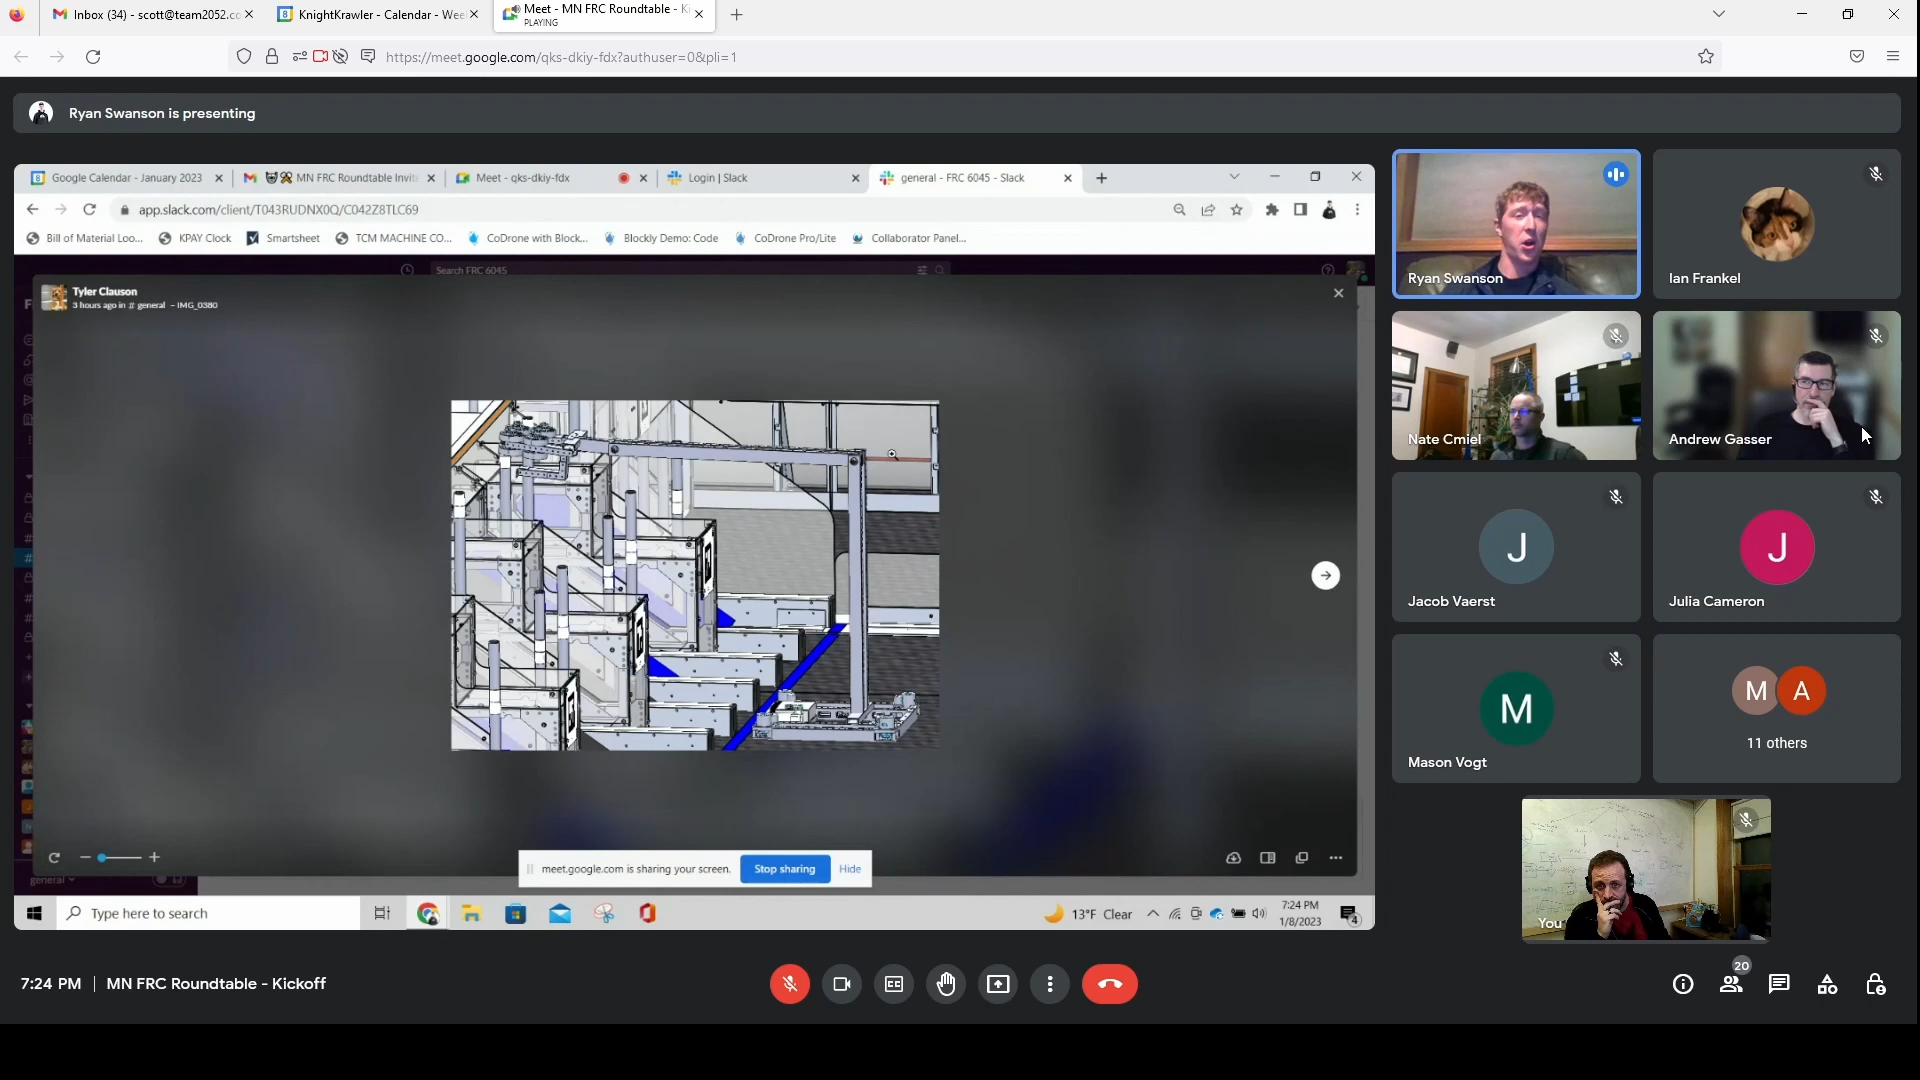 Inbox (34) - scott@team2052.co
KnightKrawler - Calendar - Wee
Meet - MN FRC Roundtable - Ki
PLAYING
https://meet.google.com/qks-dkiy-fdx?authuser=0&pli=1
Ryan Swanson is presenting
Google Calendar - January 2023
MN FRC Roundtable Invit
Meet - qks-dkiy-fdx
Login | Slack
general - FRC 6045 - Slack
app.slack.com/client/T043RUDNX0Q/C042Z8TLC69
Bill of Material Loo...
KPAY Clock
Smartsheet
TCM MACHINE CO...
CoDrone with Block...
Blockly Demo: Code
CoDrone Pro/Lite
Collaborator Panel...
Search FRC 6045
Tyler Clauson
3 hours ago in # general - IMG_0380
general
meet.google.com is sharing your screen.
Stop sharing
Hide
Type here to search
13°F Clear
7:24 PM
1/8/2023
4
Ryan Swanson
Ian Frankel
Nate Cmiel
Andrew Gasser
J
Jacob Vaerst
J
Julia Cameron
M
Mason Vogt
M A
11 others
You
7:24 PM | MN FRC Roundtable - Kickoff
20